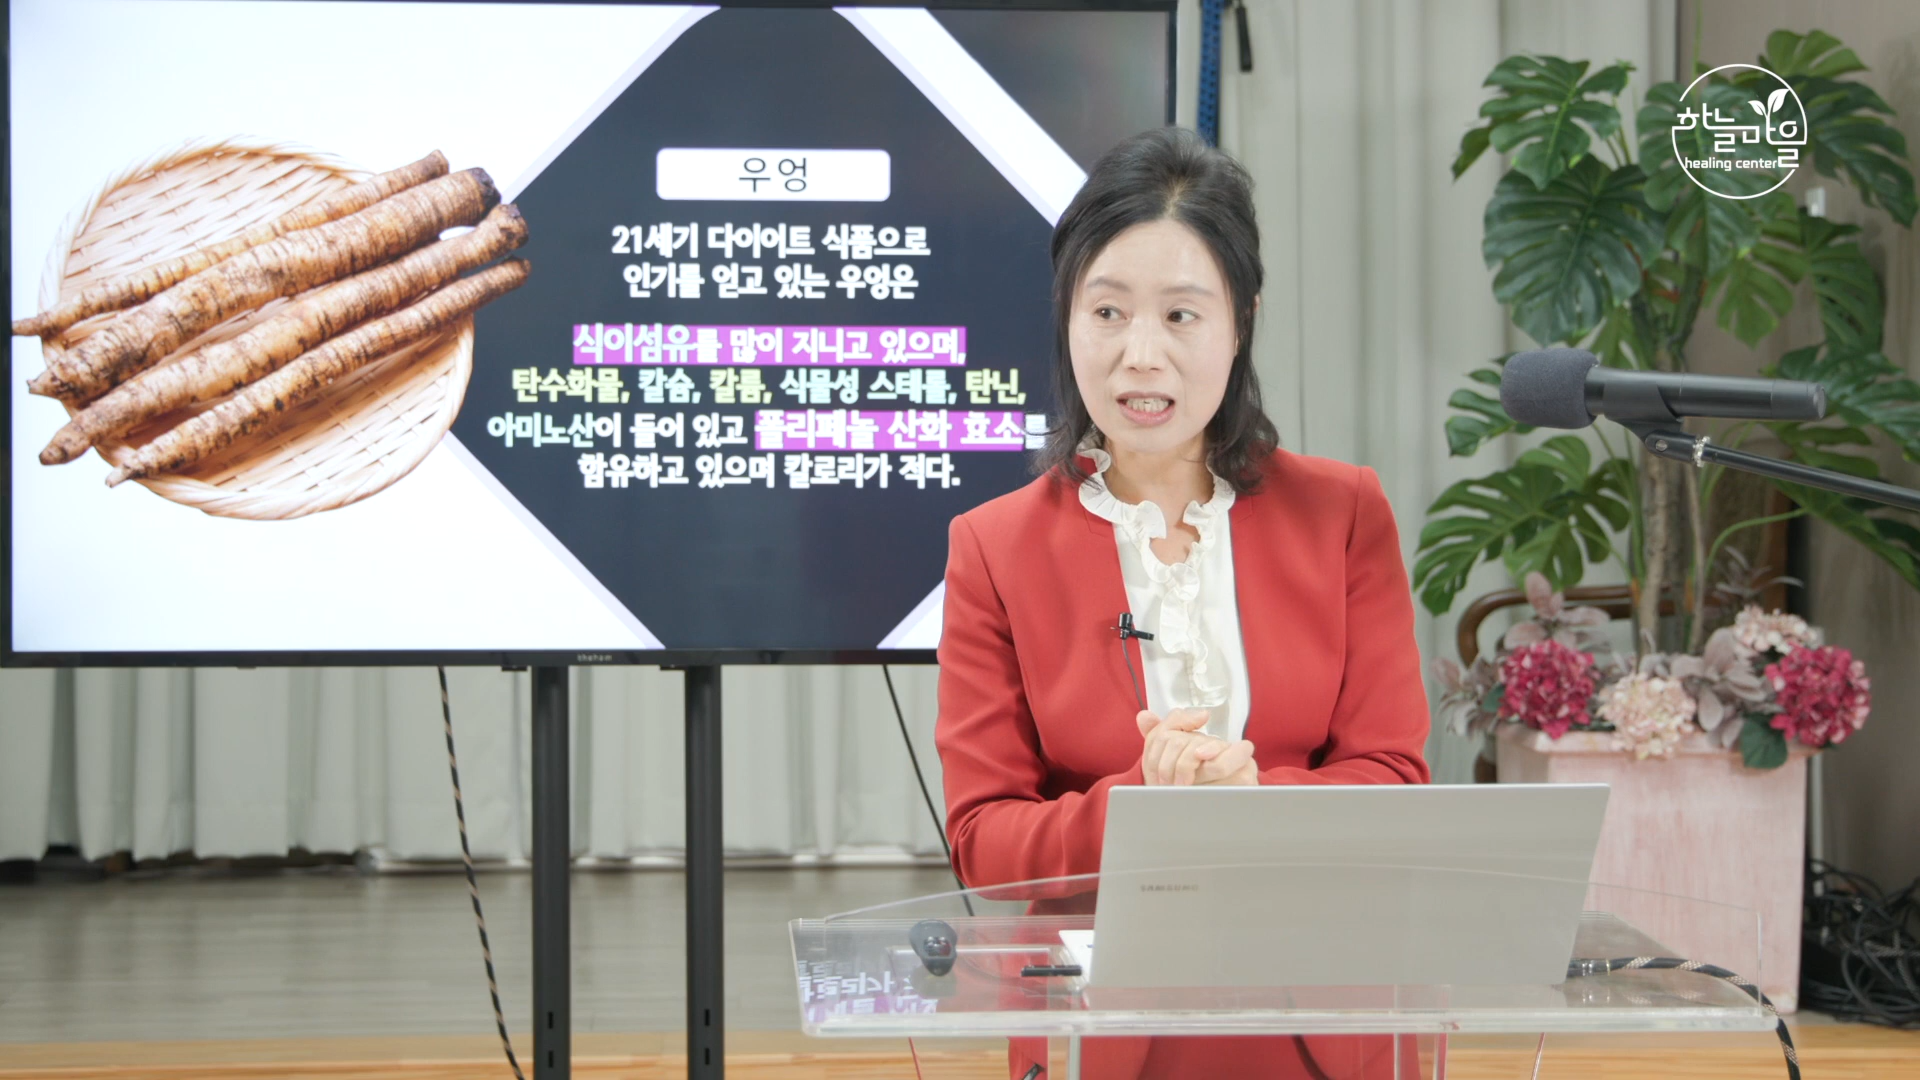 우엉
21세기 다이어트 식품으로
인기를 얻고 있는 우엉은
식이섬유를 많이 지니고 있으며,
탄수화물, 칼슘, 칼륨, 식물성 스테롤, 탄닌,
아미노산이 들어 있고 폴리페놀 산화 효소를
함유하고 있으며 칼로리가 적다.
하늘마을
healing center
SAMSUNG